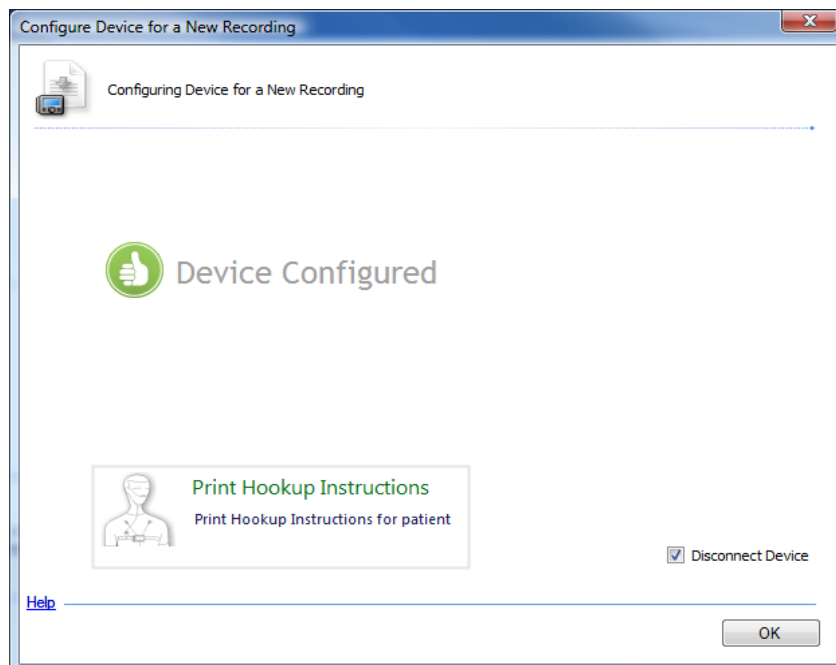 Configure Device for a New Recording
Configuring Device for a New Recording
Device Configured
Print Hookup Instructions
Print Hookup Instructions for patient
Disconnect Device
Help
OK